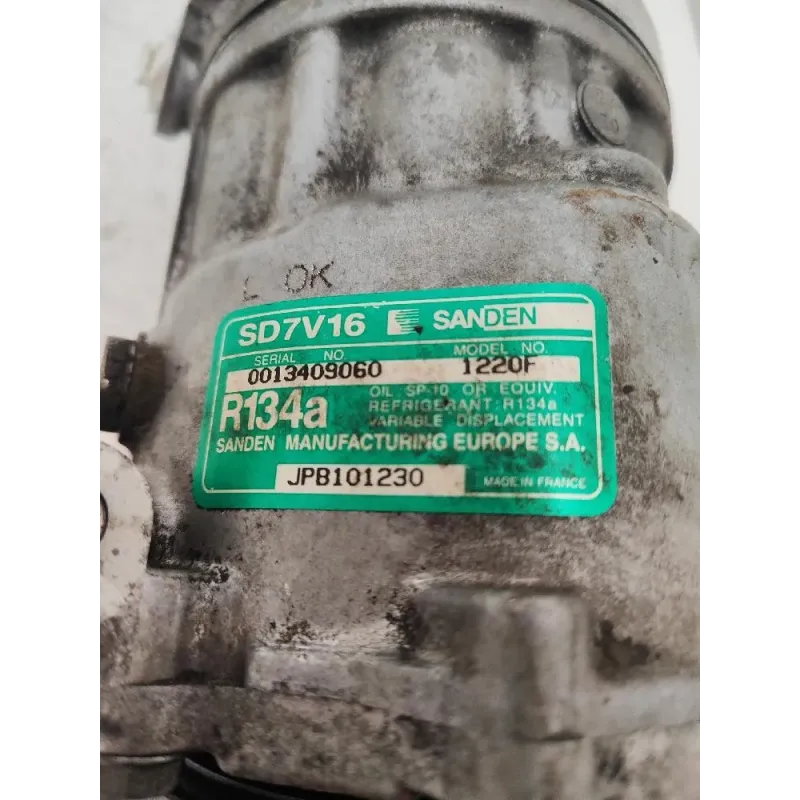 L OK
SD7V16 SANDEN
SERIAL NO. MODEL NO.
0013409060 1220F
R134a
OIL SP-10 OR EQUIV.
REFRIGERANT: R134a
VARIABLE DISPLACEMENT
SANDEN MANUFACTURING EUROPE S.A.
JPB101230 MADE IN FRANCE